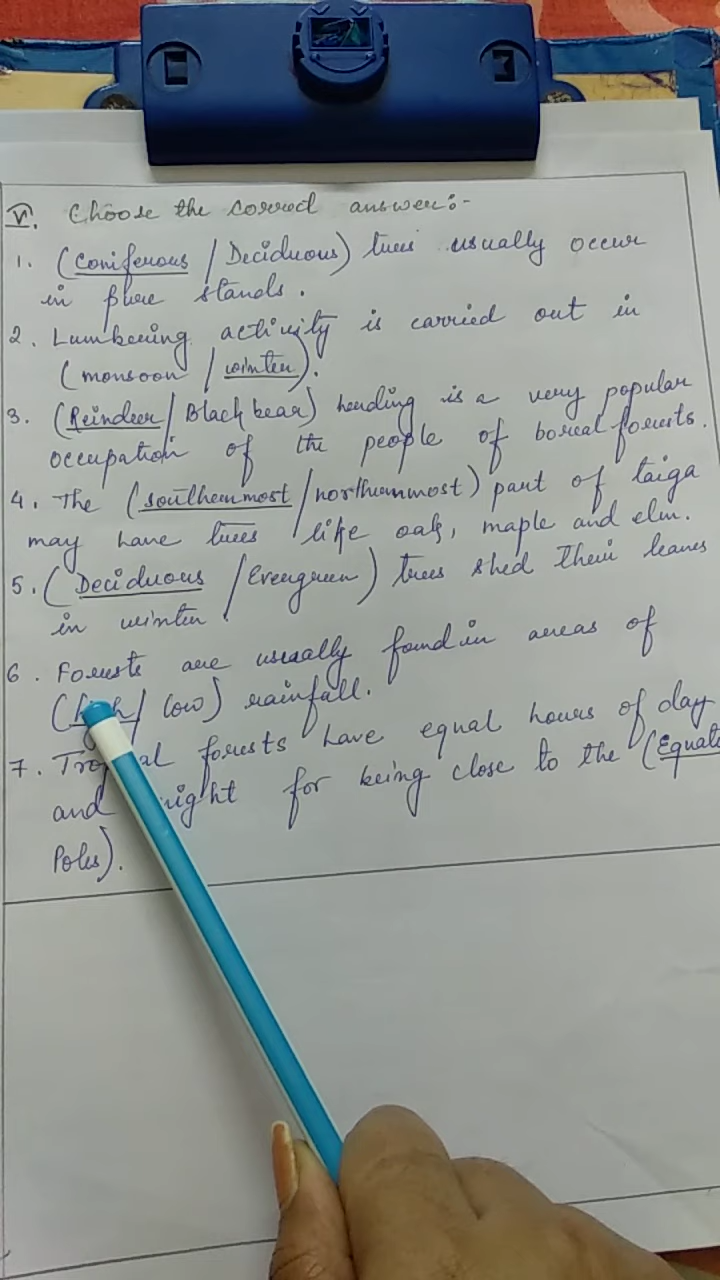 V. Choose the correct answer:-
1. (Coniferous / Deciduous) trees usually occur
in pure stands.
2. Lumbering activity is carried out in
(monsoon / winter).
3. (Reindeer / Black bear) herding is a very popular
occupation of the people of boreal forests.
4. The (southernmost / northernmost) part of taiga
may have trees like oak, maple and elm.
5. (Deciduous / Evergreen) trees shed their leaves
in winter.
6. Forests are usually found in areas of
(high / low) rainfall.
7. Tropical forests have equal hours of day
and night for being close to the (Equato
Poles).